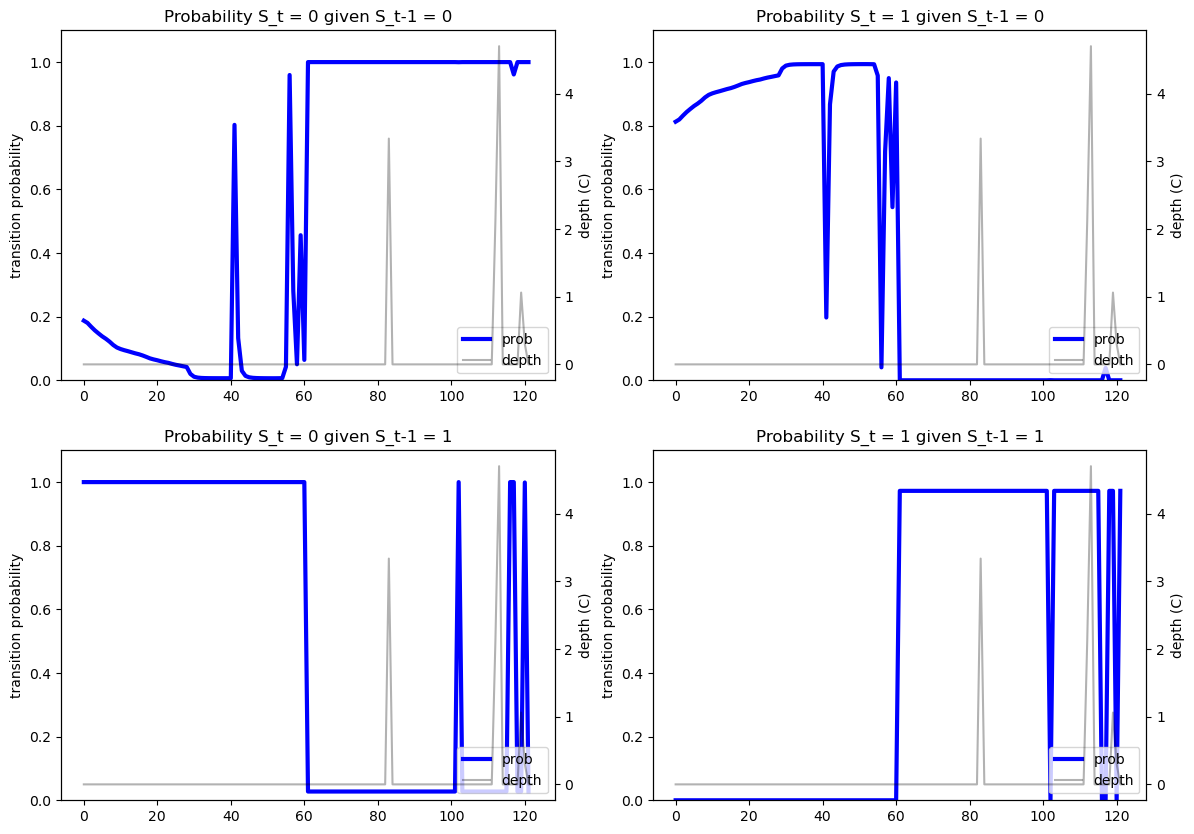 Probability S_t = 0 given S_t-1 = 0
transition probability
1.0
0.8
0.6
0.4
0.2
0.0
4
3
2
1
0
depth (C)
prob
depth
0 20 40 60 80 100 120
Probability S_t = 1 given S_t-1 = 0
transition probability
1.0
0.8
0.6
0.4
0.2
0.0
4
3
2
1
0
depth (C)
prob
depth
0 20 40 60 80 100 120
Probability S_t = 0 given S_t-1 = 1
transition probability
1.0
0.8
0.6
0.4
0.2
0.0
4
3
2
1
0
depth (C)
prob
depth
0 20 40 60 80 100 120
Probability S_t = 1 given S_t-1 = 1
transition probability
1.0
0.8
0.6
0.4
0.2
0.0
4
3
2
1
0
depth (C)
prob
depth
0 20 40 60 80 100 120